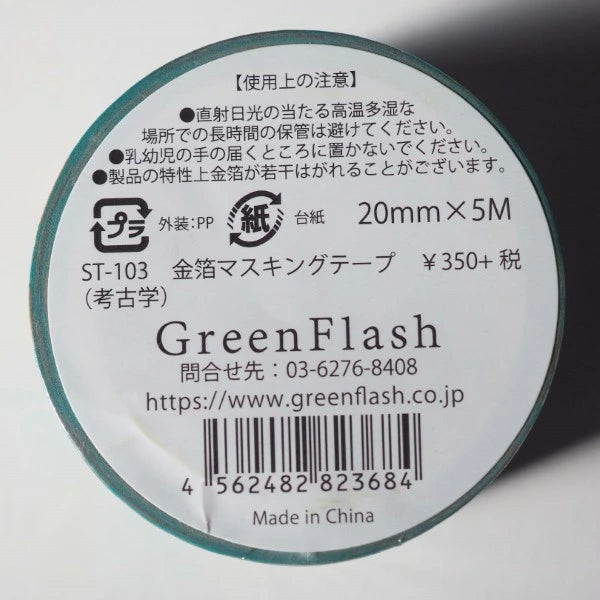 【使用上の注意】
●直射日光の当たる高温多湿な
場所での長時間の保管は避けてください。
●乳幼児の手の届くところに置かないでください。
●製品の特性上金箔が若干はがれることがございます。
プラ 外装:PP 紙 台紙 20mm×5M
ST-103 金箔マスキングテープ ¥350+税
(考古学)
GreenFlash
問合せ先:03-6276-8408
https://www.greenflash.co.jp
4 562482 823684
Made in China